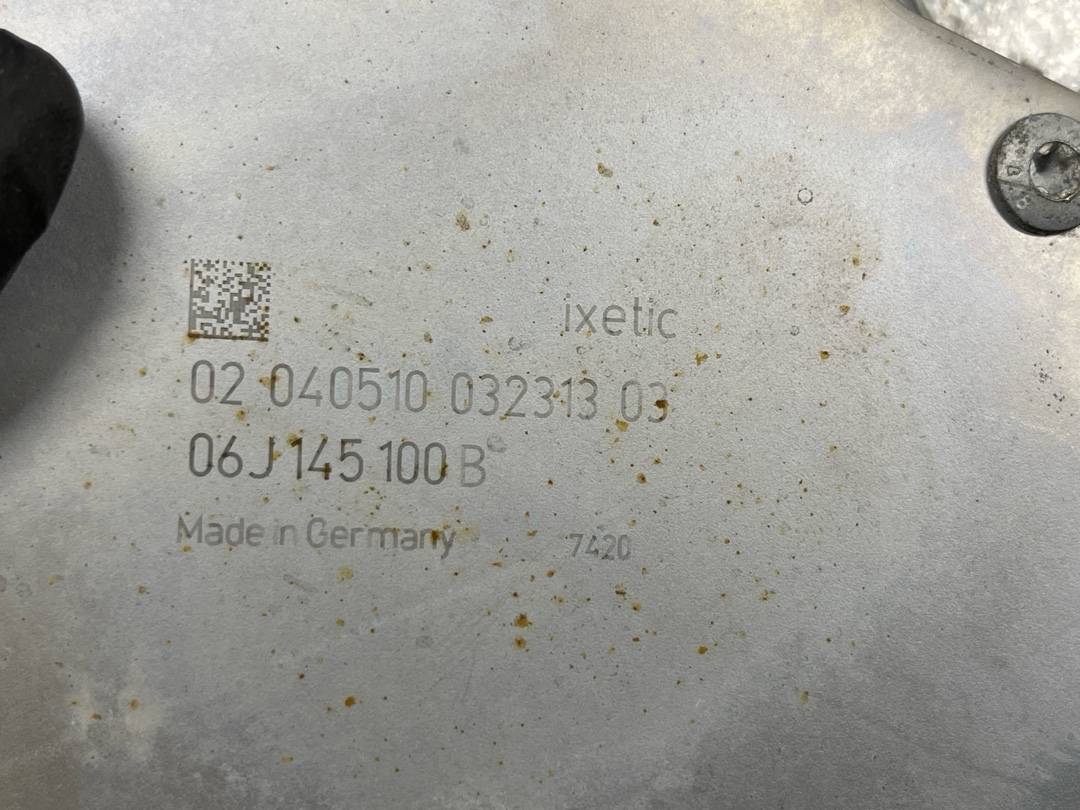 ixetic
02 040510 032313 03
06J 145 100 B
Made in Germany 7420